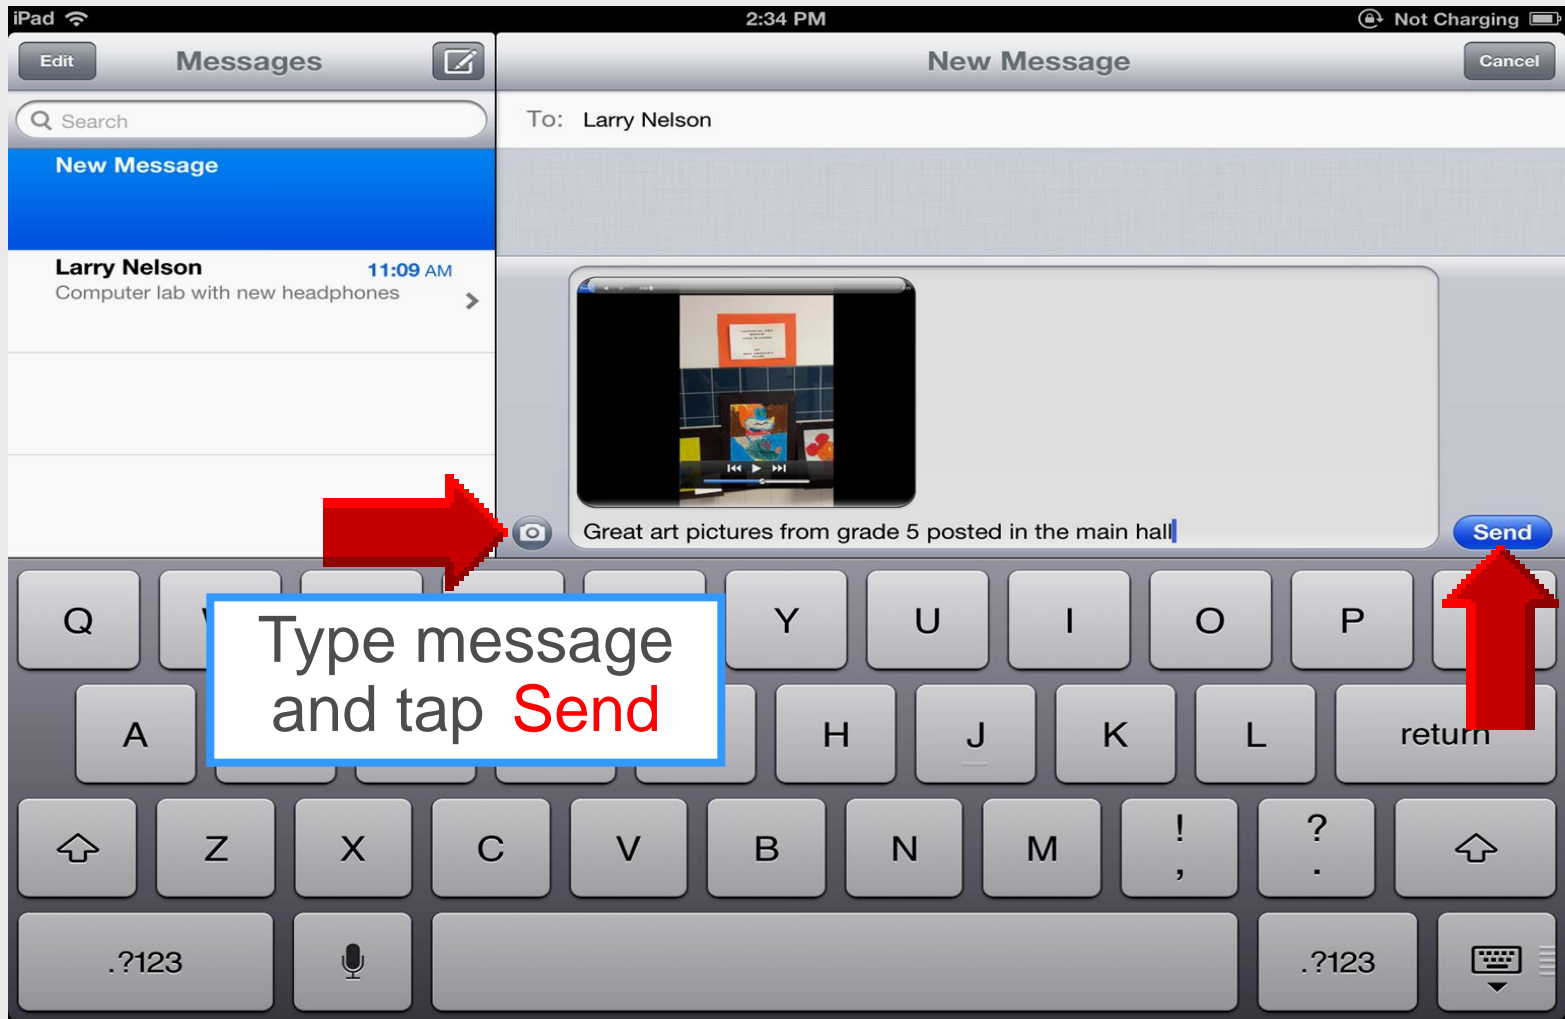 iPad 2:34 PM Not Charging
Edit Messages New Message Cancel
Search
To: Larry Nelson
New Message
Larry Nelson 11:09 AM
Computer lab with new headphones
Great art pictures from grade 5 posted in the main hall
Send
Type message
and tap Send
Q Y U I O P
A H J K L return
Z X C V B N M ! , ? .
.?123 .?123